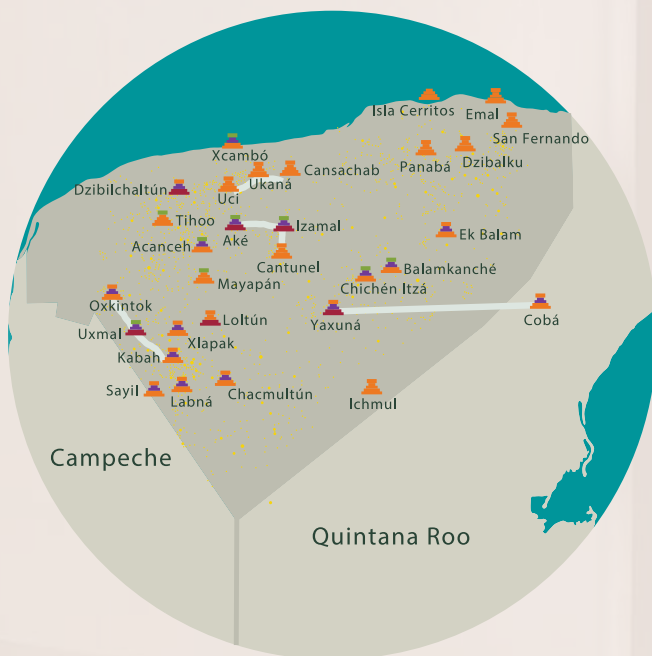 Isla Cerritos
Emal
San Fernando
Xcambó
Cansachab
Panabá
Dzibalku
Ukaná
Dzibilchaltún
Uci
Tihoo
Aké
Izamal
Ek Balam
Acanceh
Cantunel
Balamkanché
Mayapán
Chichén Itzá
Oxkintok
Loltún
Yaxuná
Cobá
Uxmal
Xlapak
Kabah
Sayil
Labná
Chacmultún
Ichmul
Campeche
Quintana Roo